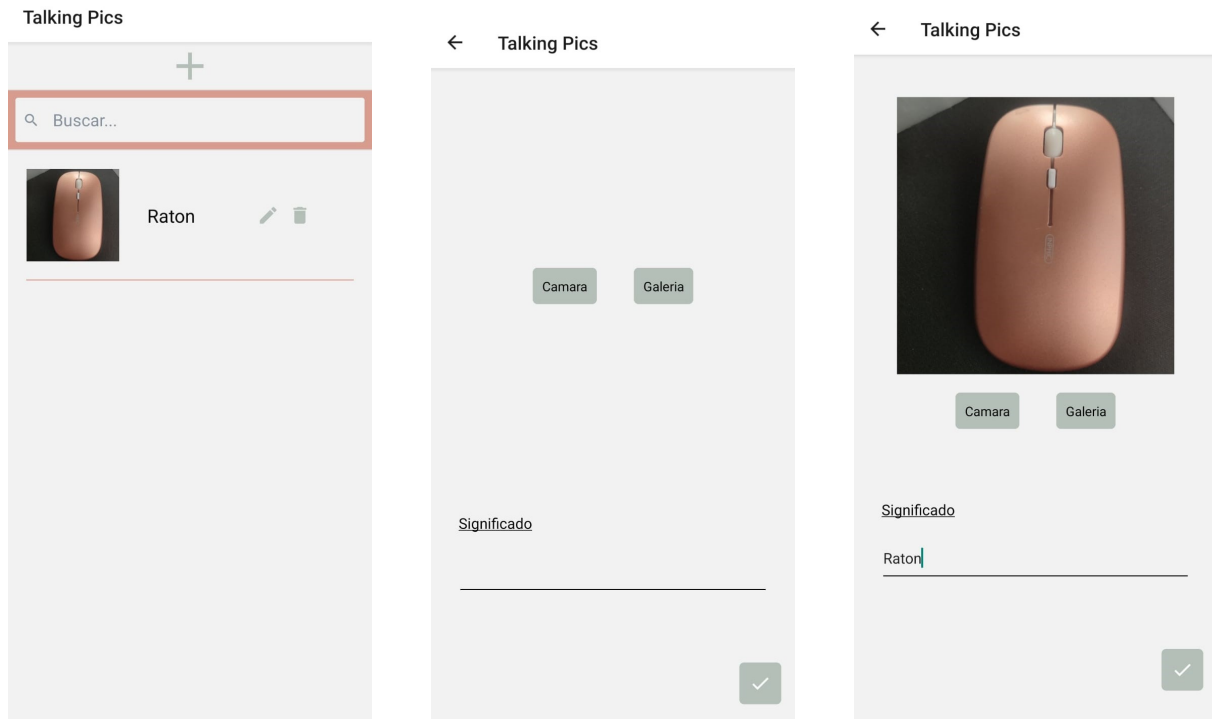 Talking Pics
Buscar...
Raton
Talking Pics
Camara Galeria
Significado
Talking Pics
Camara Galeria
Significado
Raton